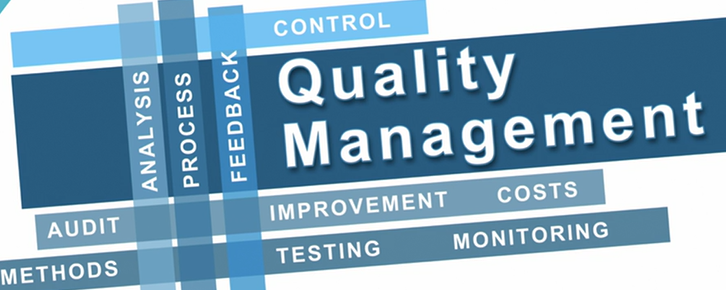 CONTROL
ANALYSIS
PROCESS
FEEDBACK
Quality
Management
AUDIT
IMPROVEMENT
COSTS
METHODS
TESTING
MONITORING